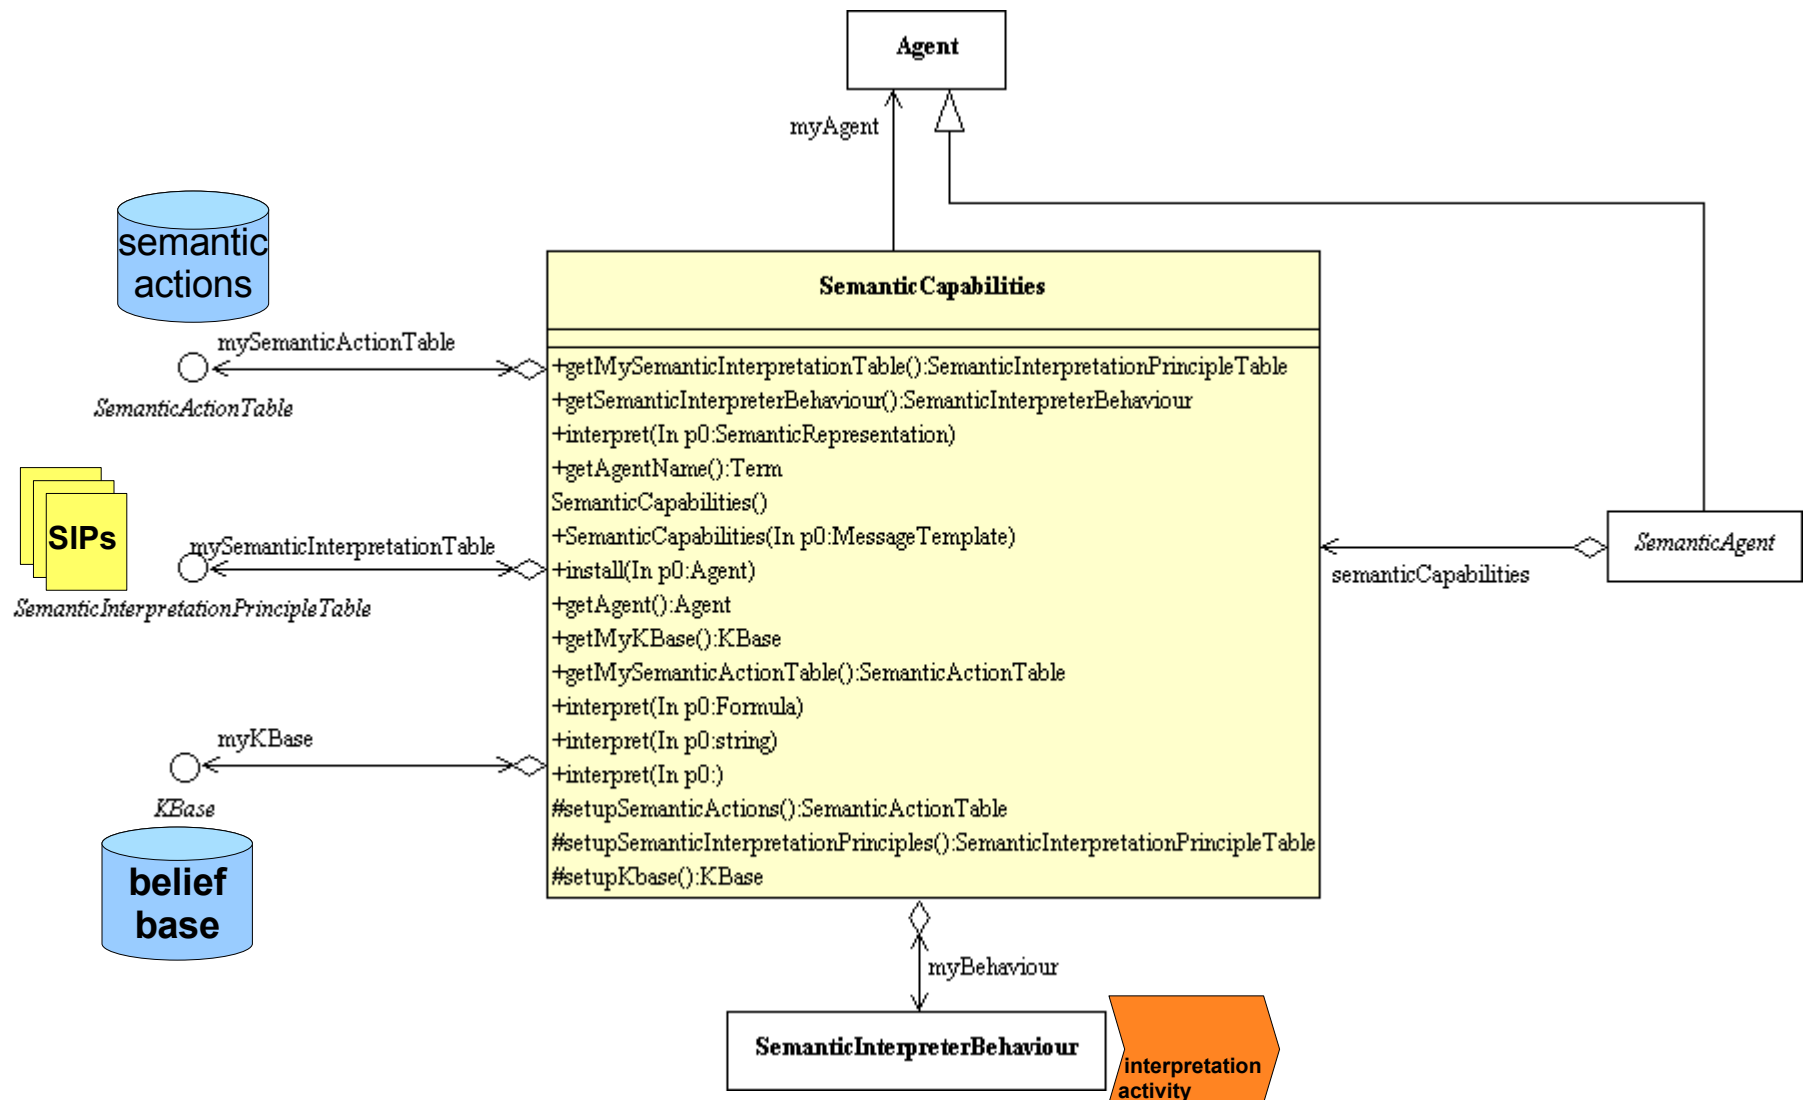 Agent
myAgent
semantic
actions
mySemanticActionTable
SemanticActionTable
SIPs
mySemanticInterpretationTable
SemanticInterpretationPrincipleTable
myKBase
KBase
belief
base
SemanticCapabilities
+getMySemanticInterpretationTable():SemanticInterpretationPrincipleTable
+getSemanticInterpreterBehaviour():SemanticInterpreterBehaviour
+interpret(In p0:SemanticRepresentation)
+getAgentName():Term
SemanticCapabilities()
+SemanticCapabilities(In p0:MessageTemplate)
+install(In p0:Agent)
+getAgent():Agent
+getMyKBase():KBase
+getMySemanticActionTable():SemanticActionTable
+interpret(In p0:Formula)
+interpret(In p0:string)
+interpret(In p0:)
#setupSemanticActions():SemanticActionTable
#setupSemanticInterpretationPrinciples():SemanticInterpretationPrincipleTable
#setupKbase():KBase
SemanticAgent
semanticCapabilities
myBehaviour
SemanticInterpreterBehaviour
interpretation
activity